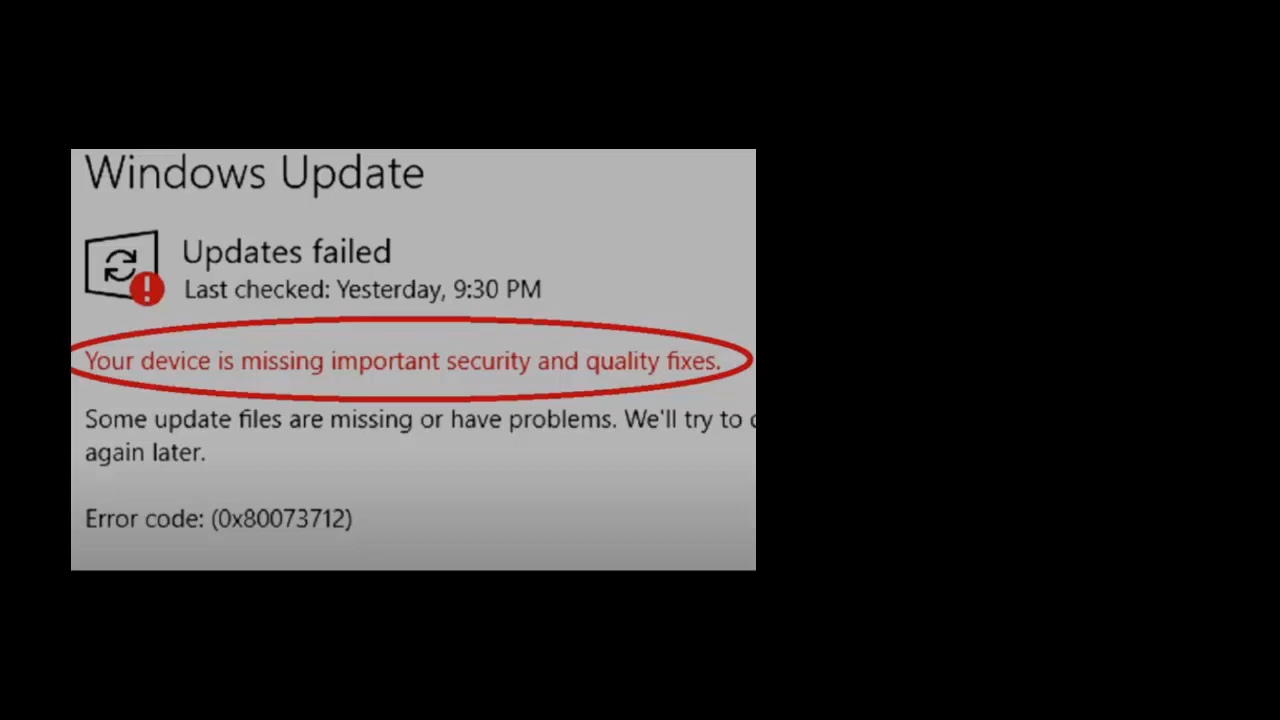 Windows Update
Updates failed
Last checked: Yesterday, 9:30 PM
Your device is missing important security and quality fixes.
Some update files are missing or have problems. We'll try to
again later.
Error code: (0x80073712)